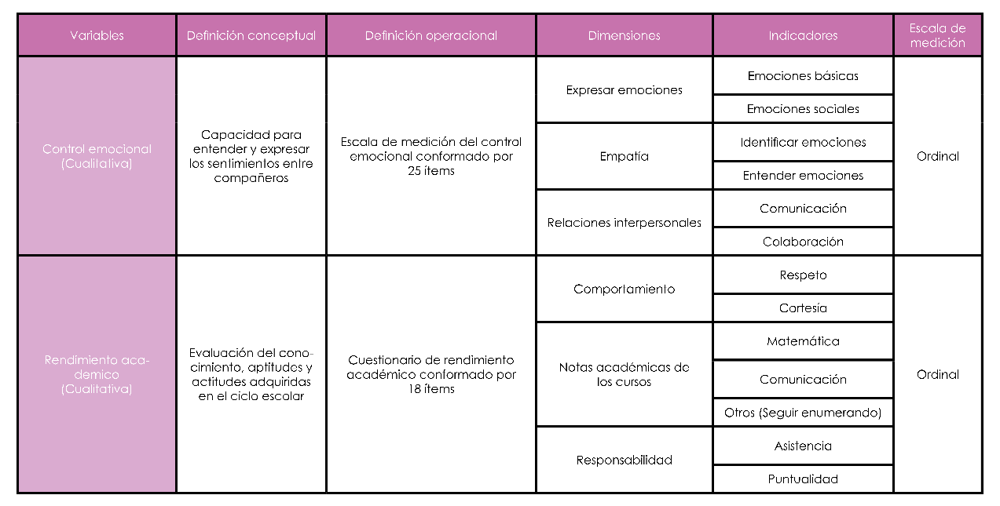 Variables
Definición conceptual
Definición operacional
Dimensiones
Indicadores
Escala de
medición
Control emocional
(Cualitativa)
Capacidad para
entender y expresar
los sentimientos entre
compañeros
Escala de medición del control
emocional conformado por
25 ítems
Expresar emociones
Emociones básicas
Emociones sociales
Empatía
Identificar emociones
Entender emociones
Relaciones interpersonales
Comunicación
Colaboración
Ordinal
Rendimiento aca-
demico
(Cualitativa)
Evaluación del cono-
cimiento, aptitudes y
actitudes adquiridas
en el ciclo escolar
Cuestionario de rendimiento
académico conformado por
18 ítems
Comportamiento
Respeto
Cortesía
Notas académicas de
los cursos
Matemática
Comunicación
Otros (Seguir enumerando)
Responsabilidad
Asistencia
Puntualidad
Ordinal